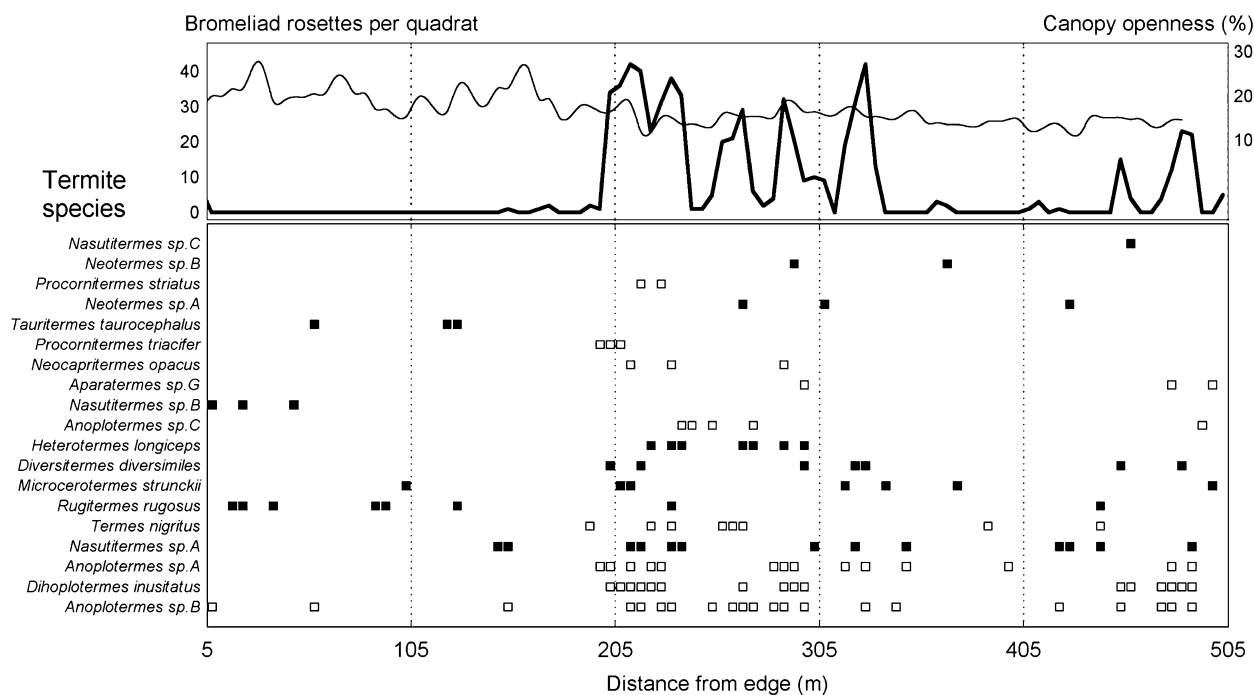 Bromeliad rosettes per quadrat
Canopy openness (%)
40
30
20
10
0
30
20
10
Termite
species
Nasutitermes sp.C
Neotermes sp.B
Procornitermes striatus
Neotermes sp.A
Tauritermes taurocephalus
Procornitermes triacifer
Neocapritermes opacus
Aparatermes sp.G
Nasutitermes sp.B
Anoplotermes sp.C
Heterotermes longiceps
Diversitermes diversimiles
Microcerotermes strunckii
Rugitermes rugosus
Termes nigritus
Nasutitermes sp.A
Anoplotermes sp.A
Dihoplotermes inusitatus
Anoplotermes sp.B
5 105 205 305 405 505
Distance from edge (m)